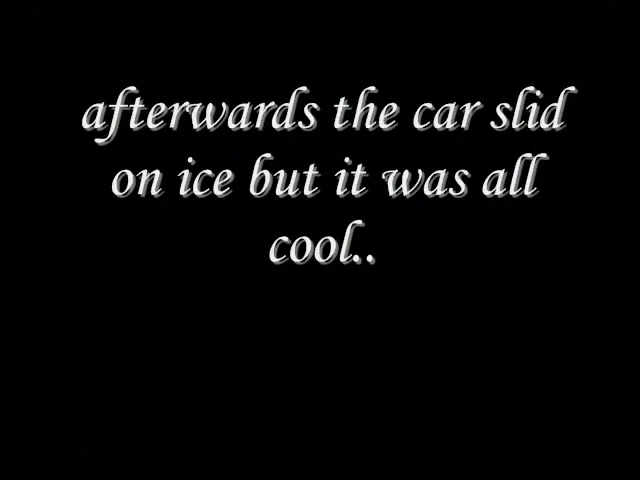 afterwards the car slid
on ice but it was all
cool..